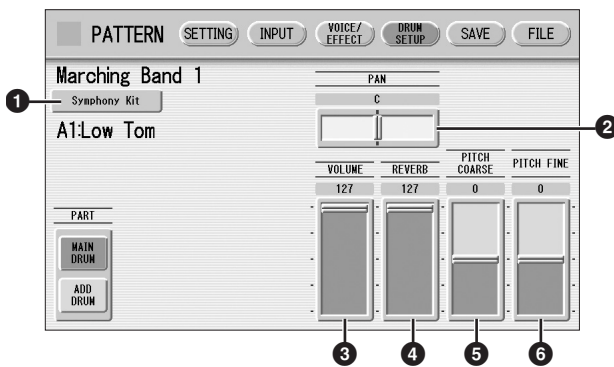 PATTERN SETTING INPUT VOICE/EFFECT DRUM SETUP SAVE FILE
Marching Band 1
Symphony Kit
A1:Low Tom
PAN
C
VOLUME REVERB PITCH COARSE PITCH FINE
127 127 0 0
PART
MAIN DRUM
ADD DRUM
1
2
3 4 5 6